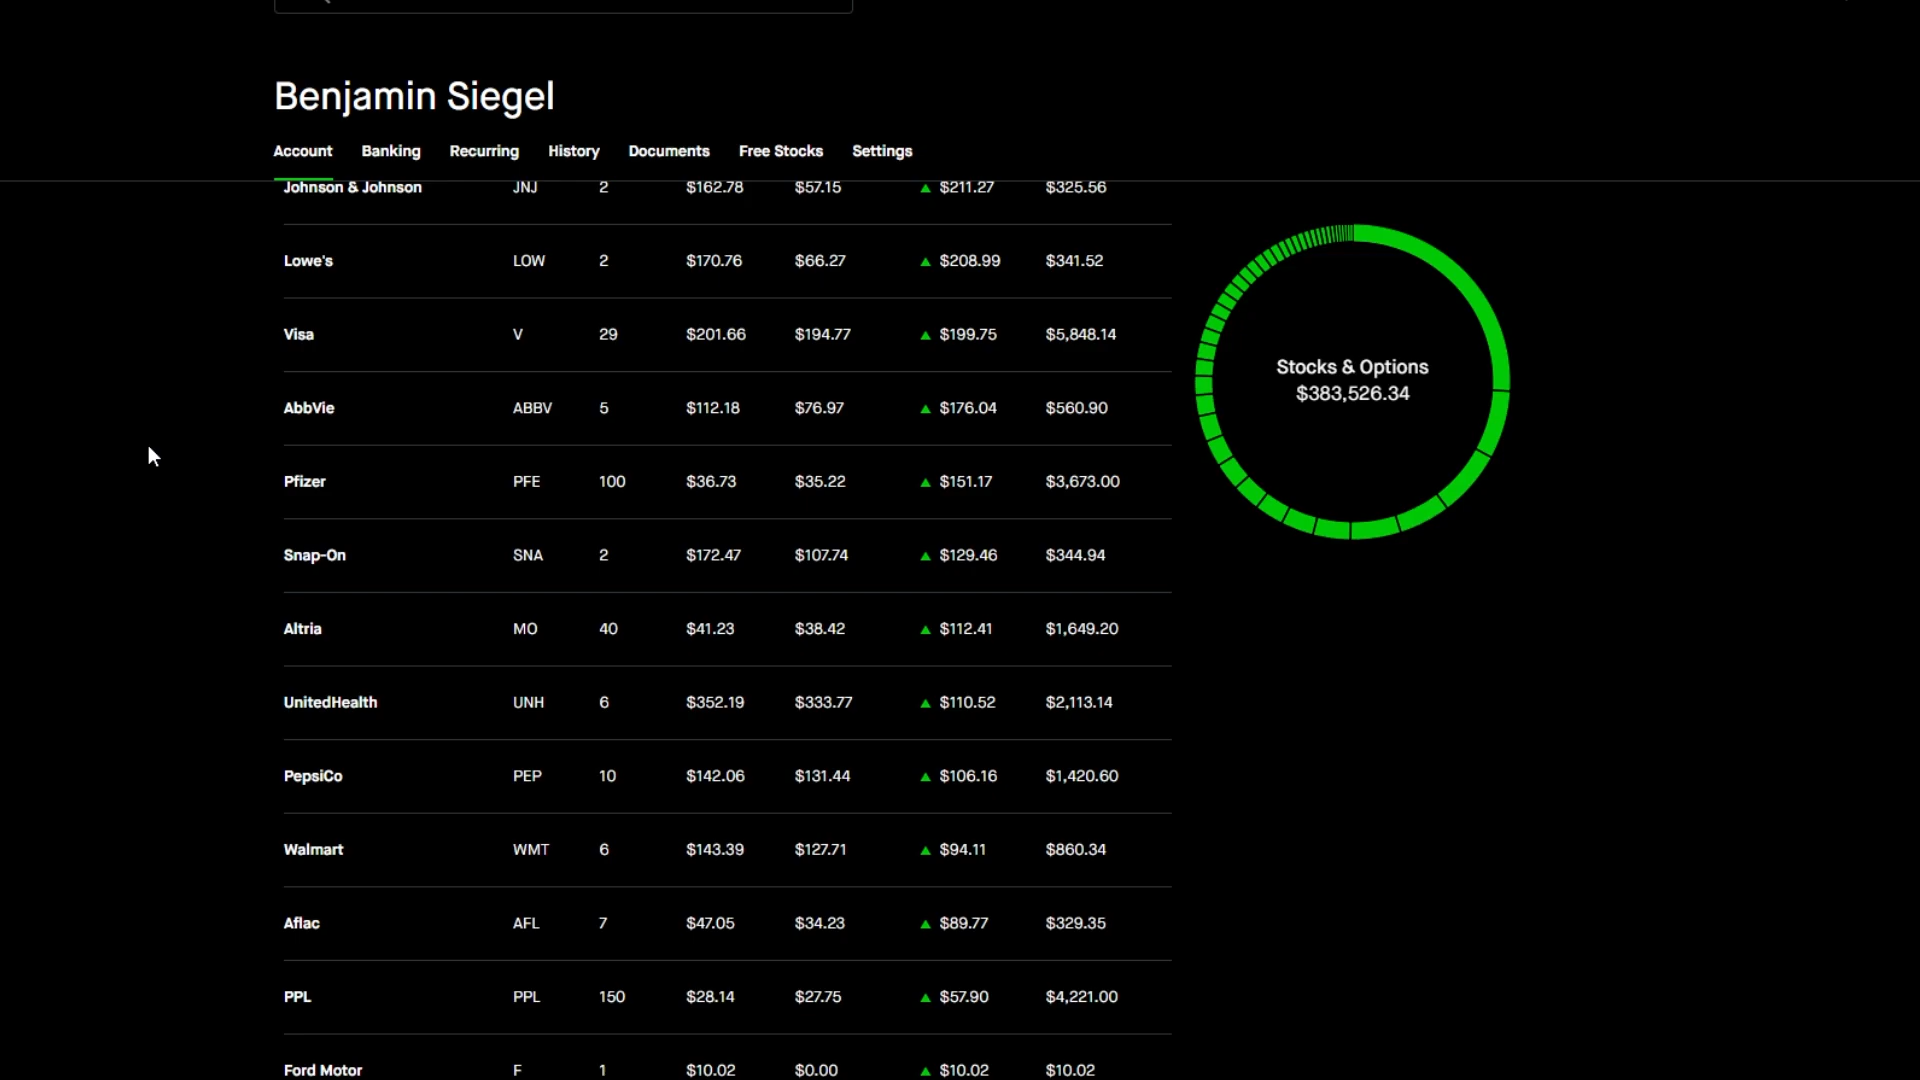 Benjamin Siegel
Account Banking Recurring History Documents Free Stocks Settings
Johnson & Johnson JNJ 2 $162.78 $57.15 $211.27 $325.56
Lowe's LOW 2 $170.76 $66.27 $208.99 $341.52
Visa V 29 $201.66 $194.77 $199.75 $5,848.14
Stocks & Options
$383,526.34
AbbVie ABBV 5 $112.18 $76.97 $176.04 $560.90
Pfizer PFE 100 $36.73 $35.22 $151.17 $3,673.00
Snap-On SNA 2 $172.47 $107.74 $129.46 $344.94
Altria MO 40 $41.23 $38.42 $112.41 $1,649.20
UnitedHealth UNH 6 $352.19 $333.77 $110.52 $2,113.14
PepsiCo PEP 10 $142.06 $131.44 $106.16 $1,420.60
Walmart WMT 6 $143.39 $127.71 $94.11 $860.34
Aflac AFL 7 $47.05 $34.23 $89.77 $329.35
PPL PPL 150 $28.14 $27.75 $57.90 $4,221.00
Ford Motor F 1 $10.02 $0.00 $10.02 $10.02